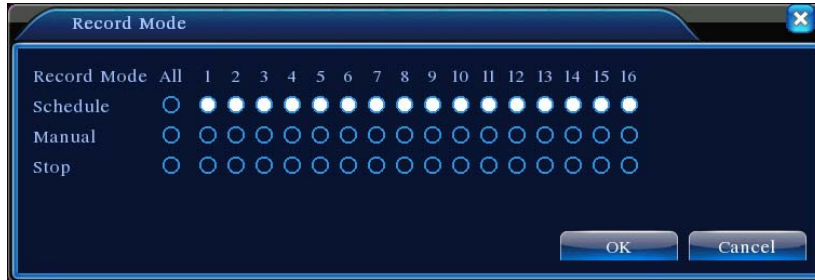 Record Mode
Record Mode All 1 2 3 4 5 6 7 8 9 10 11 12 13 14 15 16
Schedule
Manual
Stop
OK Cancel